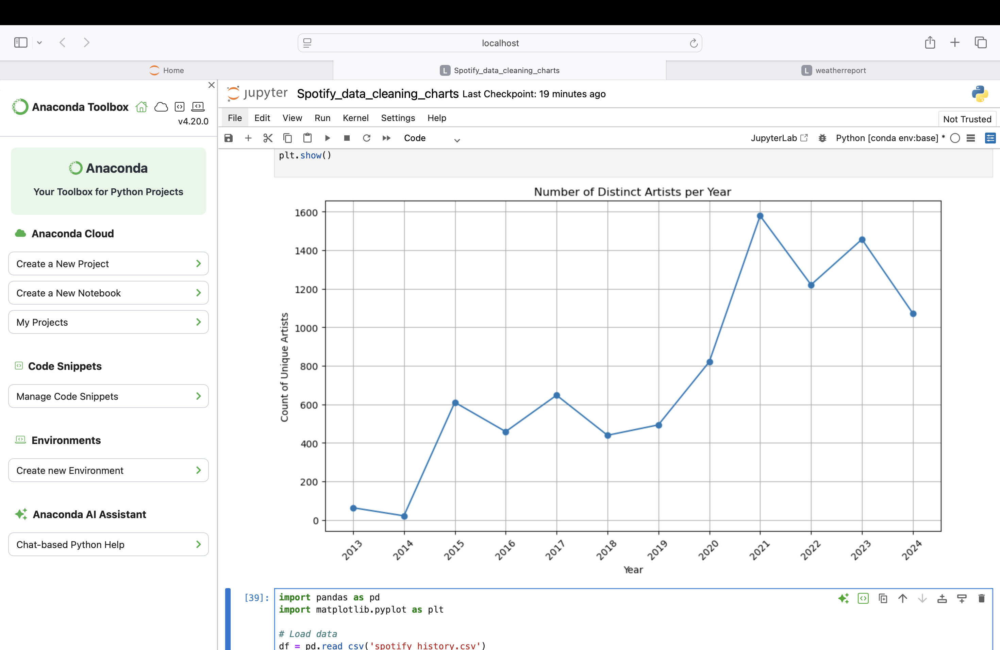 localhost
Home
Spotify_data_cleaning_charts
weatherreport
Anaconda Toolbox
v4.20.0
Anaconda
Your Toolbox for Python Projects
Anaconda Cloud
Create a New Project
Create a New Notebook
My Projects
Code Snippets
Manage Code Snippets
Environments
Create new Environment
Anaconda AI Assistant
Chat-based Python Help
jupyter Spotify_data_cleaning_charts Last Checkpoint: 19 minutes ago
File Edit View Run Kernel Settings Help
Not Trusted
Code
JupyterLab
Python [conda env:base] *
plt.show()
Number of Distinct Artists per Year
Count of Unique Artists
1600
1400
1200
1000
800
600
400
200
0
2013 2014 2015 2016 2017 2018 2019 2020 2021 2022 2023 2024
Year
[39]:
import pandas as pd
import matplotlib.pyplot as plt
# Load data
df = pd.read_csv('spotify_history.csv')